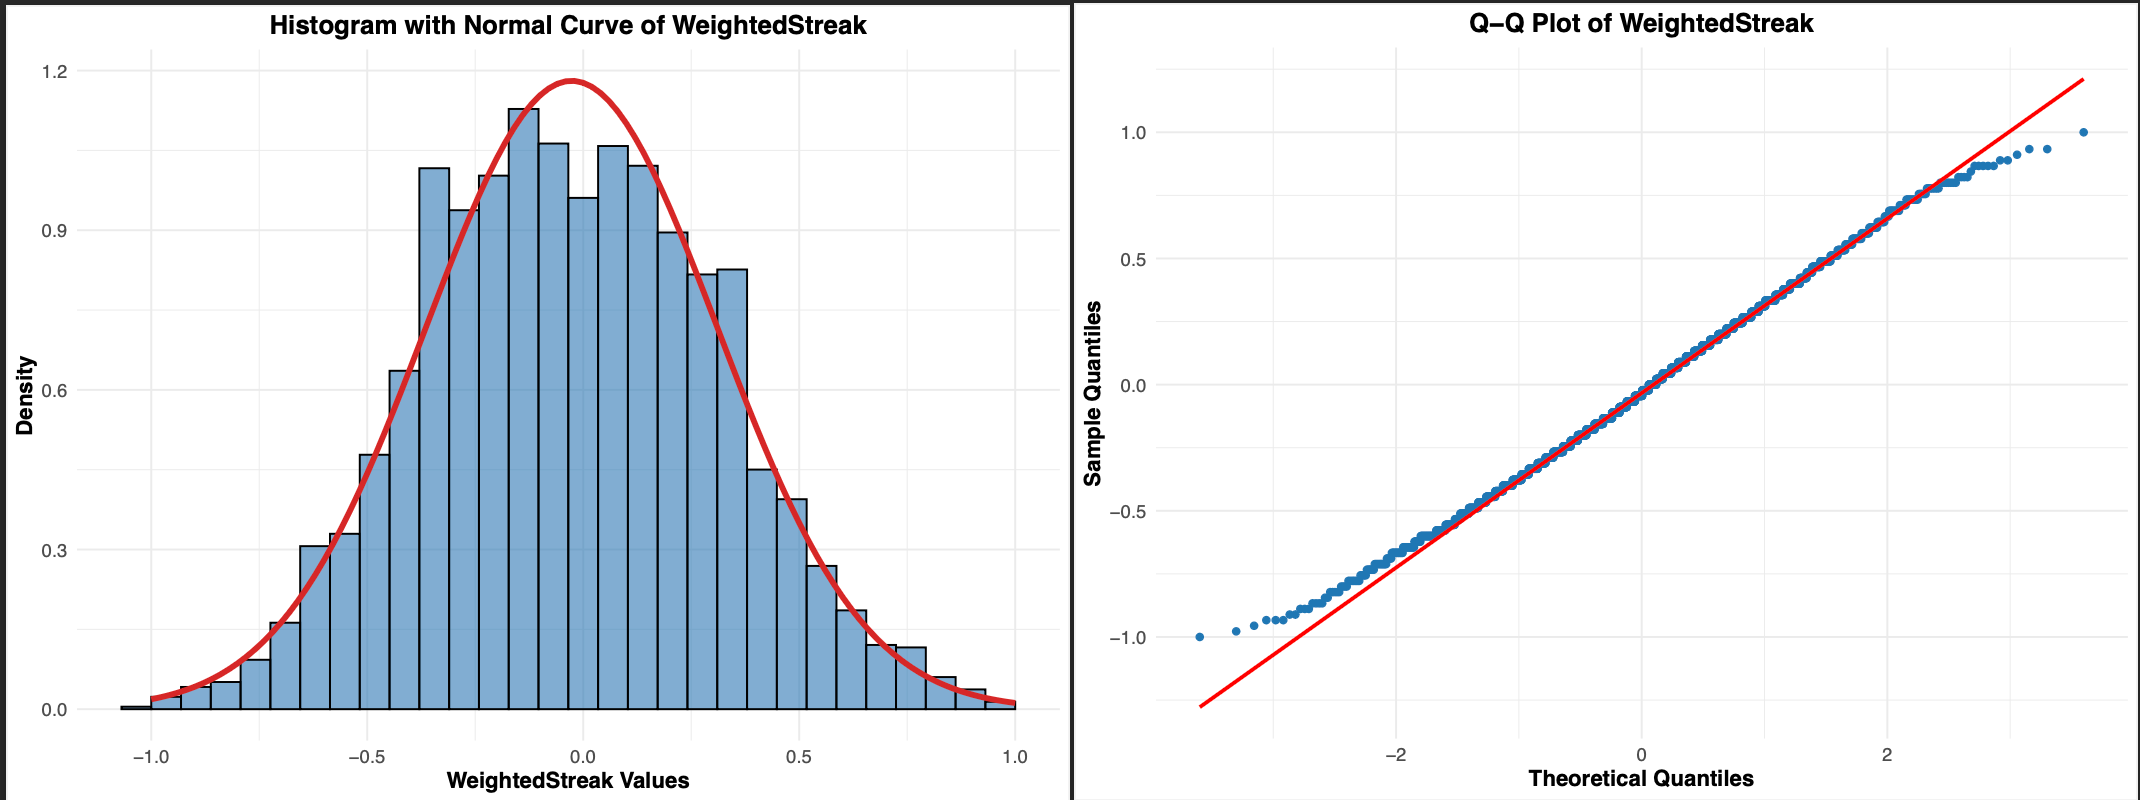 Histogram with Normal Curve of WeightedStreak
1.2
0.9
0.6
0.3
0.0
Density
−1.0 −0.5 0.0 0.5 1.0
WeightedStreak Values
Q−Q Plot of WeightedStreak
1.0
0.5
0.0
−0.5
−1.0
Sample Quantiles
−2 0 2
Theoretical Quantiles